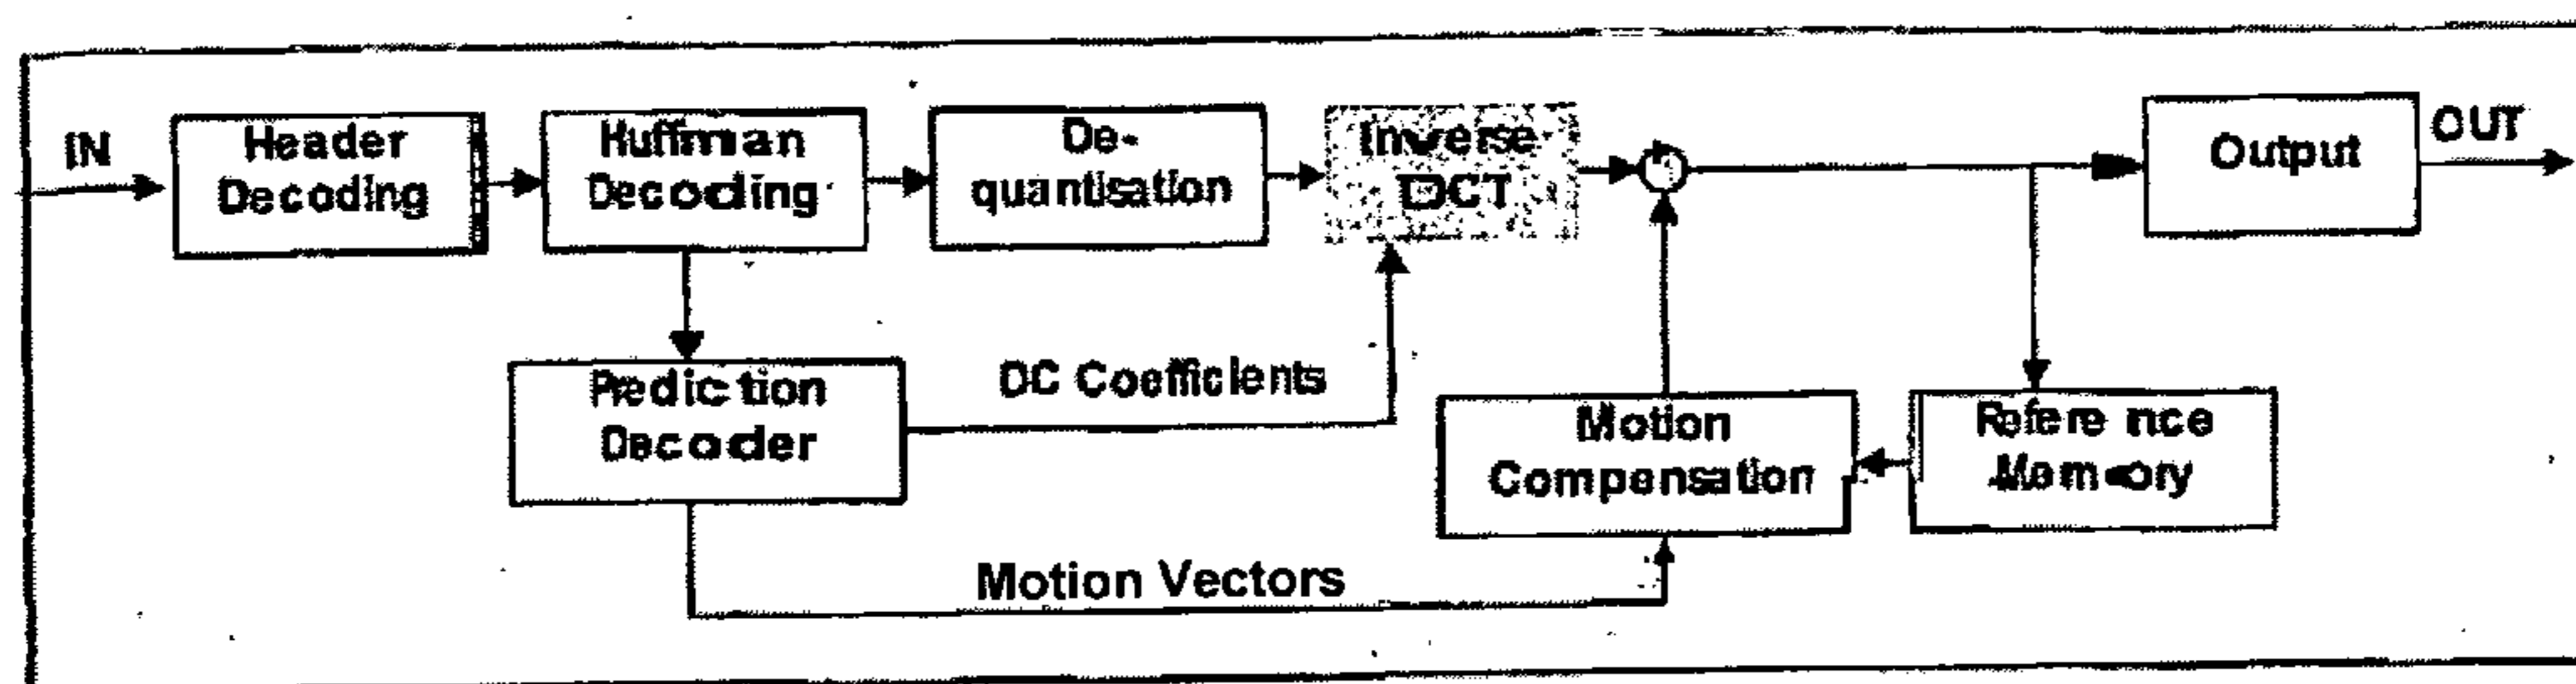 IN
Header
Decoding
Huffman
Decoding
De-
quantisation
Inverse
Output
OUT
Prediction
Decoder
DC Coefficients
Motion
Compensation
Reference
Memory
Motion Vectors